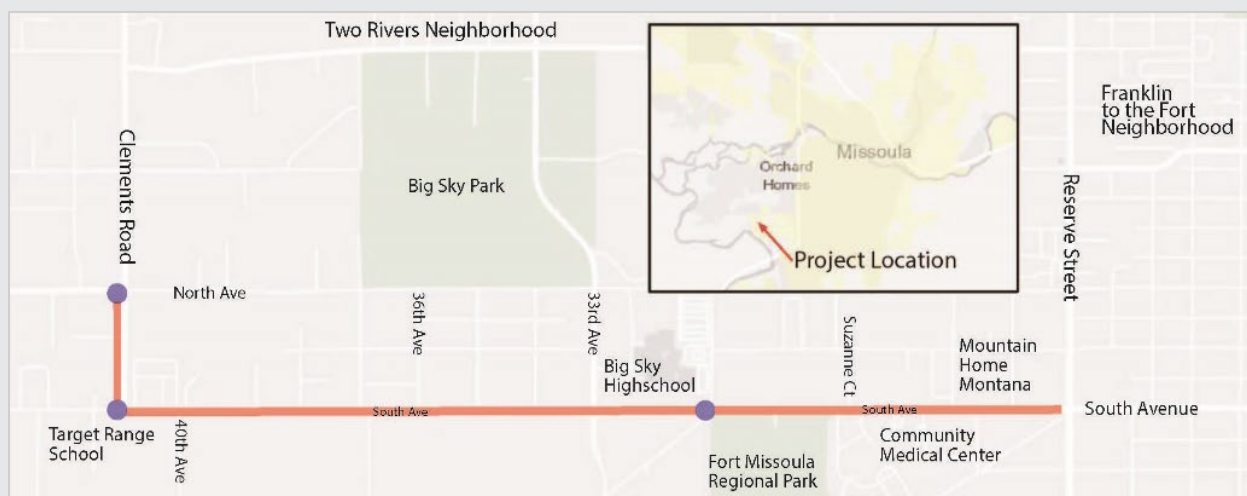 Two Rivers Neighborhood
Clements Road
Big Sky Park
Missoula
Orchard
Homes
Project Location
Franklin
to the Fort
Neighborhood
Reserve Street
North Ave
36th Ave
33rd Ave
Suzanne Ct
Big Sky
Highschool
Mountain
Home
Montana
South Ave
South Ave
South Avenue
Target Range
School
40th Ave
Fort Missoula
Regional Park
Community
Medical Center